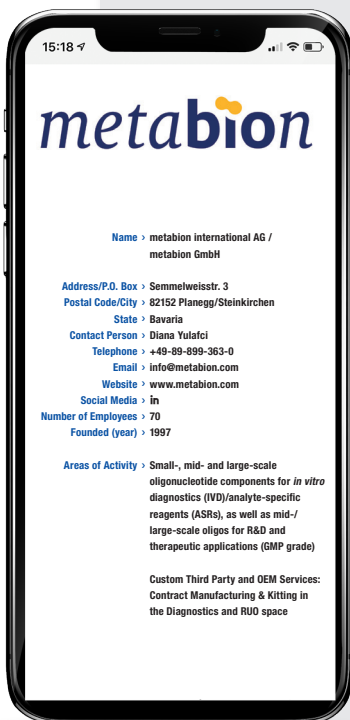 15:18
metabion
Name › metabion international AG /
metabion GmbH
Address/P.O. Box › Semmelweisstr. 3
Postal Code/City › 82152 Planegg/Steinkirchen
State › Bavaria
Contact Person › Diana Yulafci
Telephone › +49-89-899-363-0
Email › info@metabion.com
Website › www.metabion.com
Social Media › in
Number of Employees › 70
Founded (year) › 1997
Areas of Activity › Small-, mid- and large-scale
oligonucleotide components for in vitro
diagnostics (IVD)/analyte-specific
reagents (ASRs), as well as mid-/
large-scale oligos for R&D and
therapeutic applications (GMP grade)
Custom Third Party and OEM Services:
Contract Manufacturing & Kitting in
the Diagnostics and RUO space